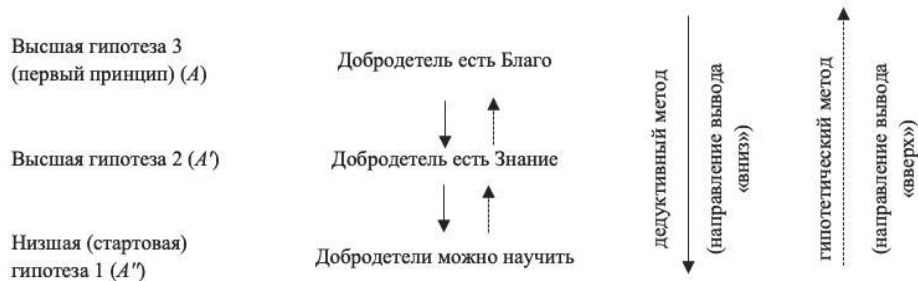 Высшая гипотеза 3
(первый принцип) (A)
Добродетель есть Благо
Высшая гипотеза 2 (A′)
Добродетель есть Знание
Низшая (стартовая)
гипотеза 1 (A″)
Добродетели можно научить
дедуктивный метод
(направление вывода
«вниз»)
гипотетический метод
(направление вывода
«вверх»)